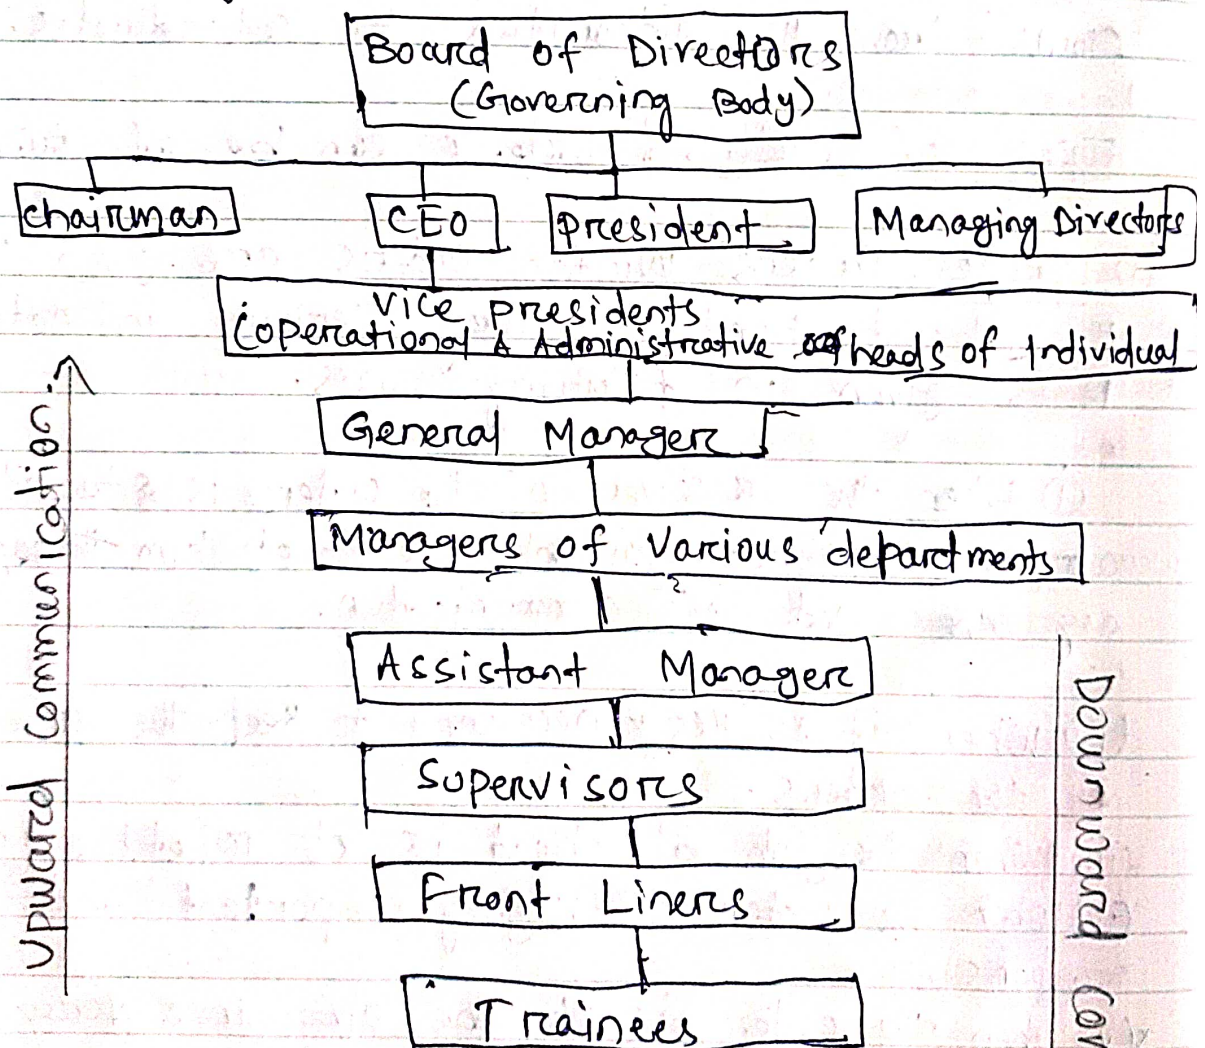 Board of Directors
(Governing Body)
Chairman
CEO
President
Managing Directors
Vice presidents
(operational & Administrative heads of Individual
General Manager
Managers of Various departments
Assistant Manager
Supervisors
Front Liners
Trainees
Upward Communication
Downward Com